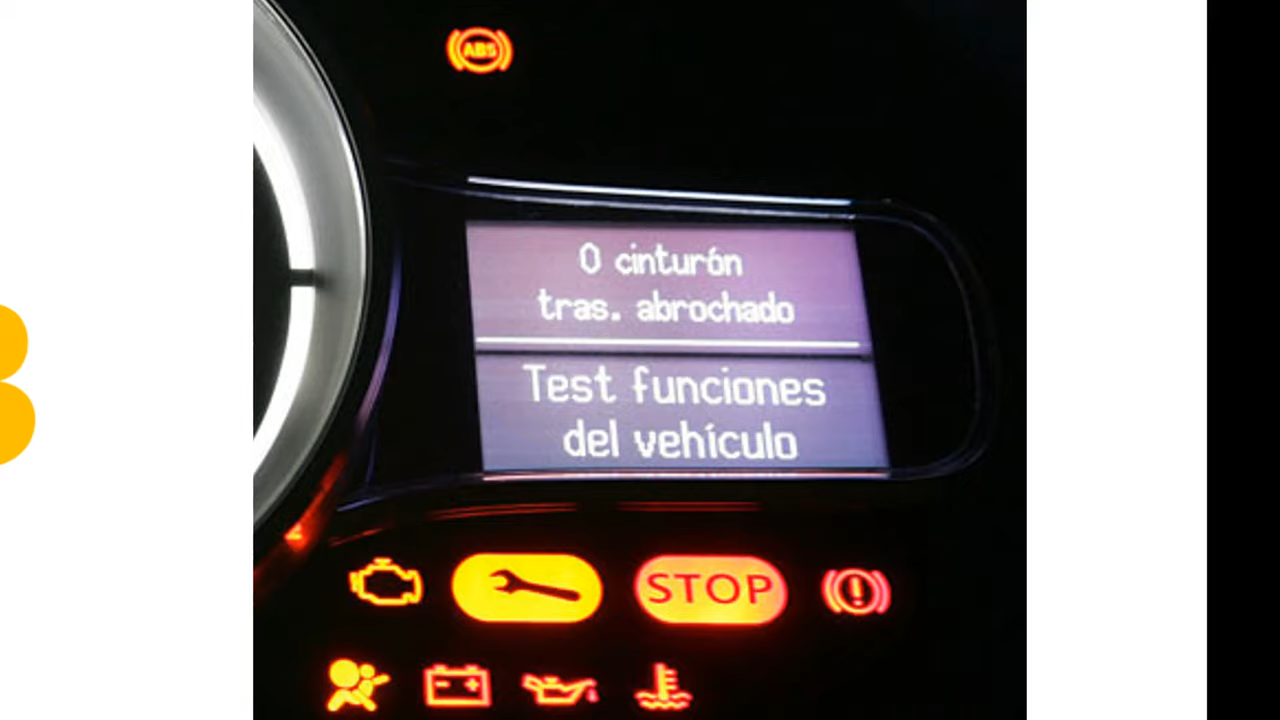 ABS
0 cinturón
tras. abrochado
Test funciones
del vehículo
STOP